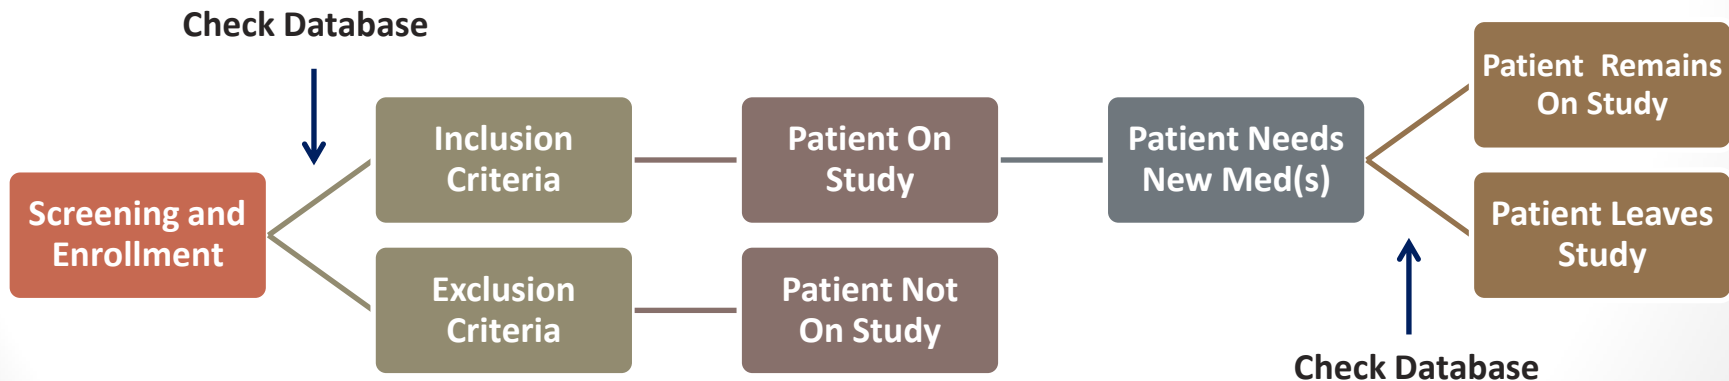 Check Database
Screening and
Enrollment
Inclusion
Criteria
Exclusion
Criteria
Patient On
Study
Patient Not
On Study
Patient Needs
New Med(s)
Patient Remains
On Study
Patient Leaves
Study
Check Database